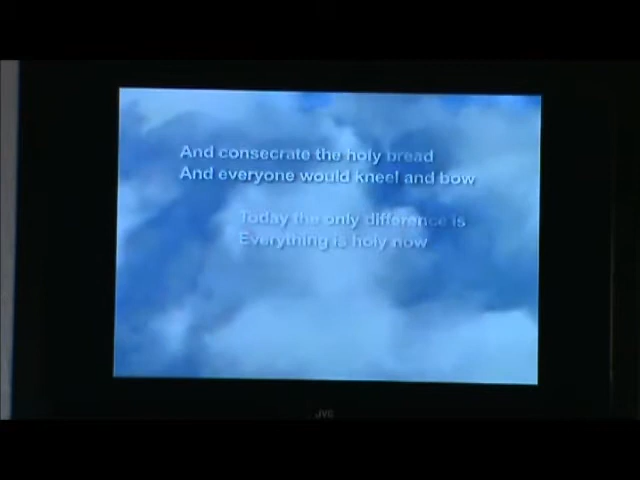 And consecrate the holy bread
And everyone would kneel and bow
Today the only difference is
Everything is holy now
JVC